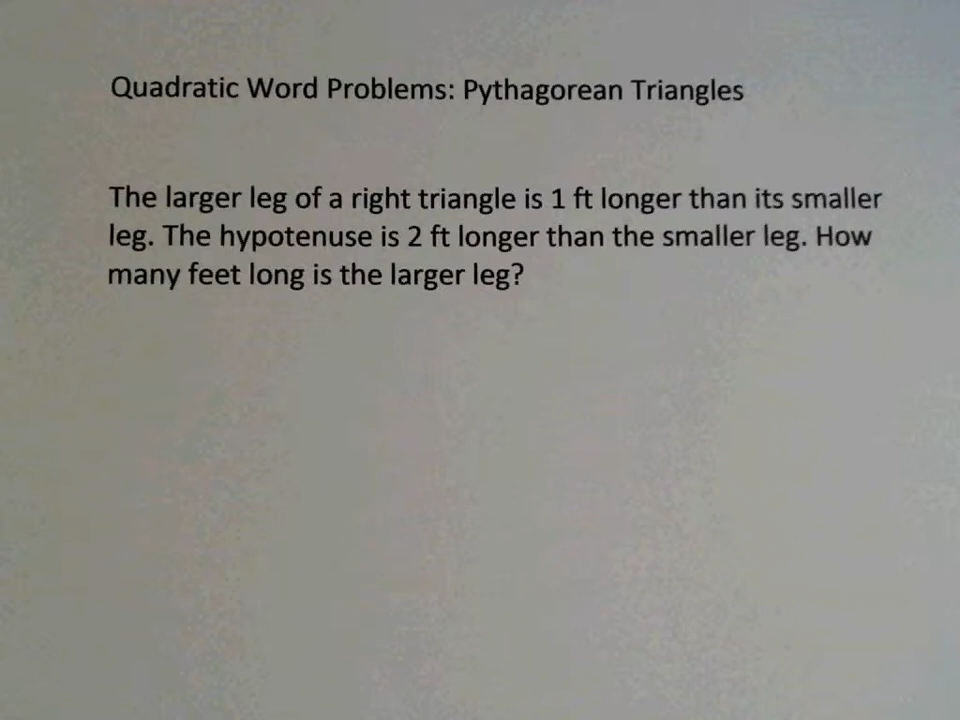 Quadratic Word Problems: Pythagorean Triangles
The larger leg of a right triangle is 1 ft longer than its smaller
leg. The hypotenuse is 2 ft longer than the smaller leg. How
many feet long is the larger leg?